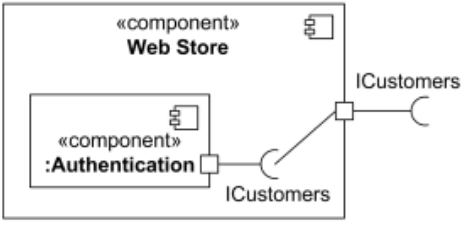 «component»
Web Store
ICustomers
«component»
:Authentication
ICustomers